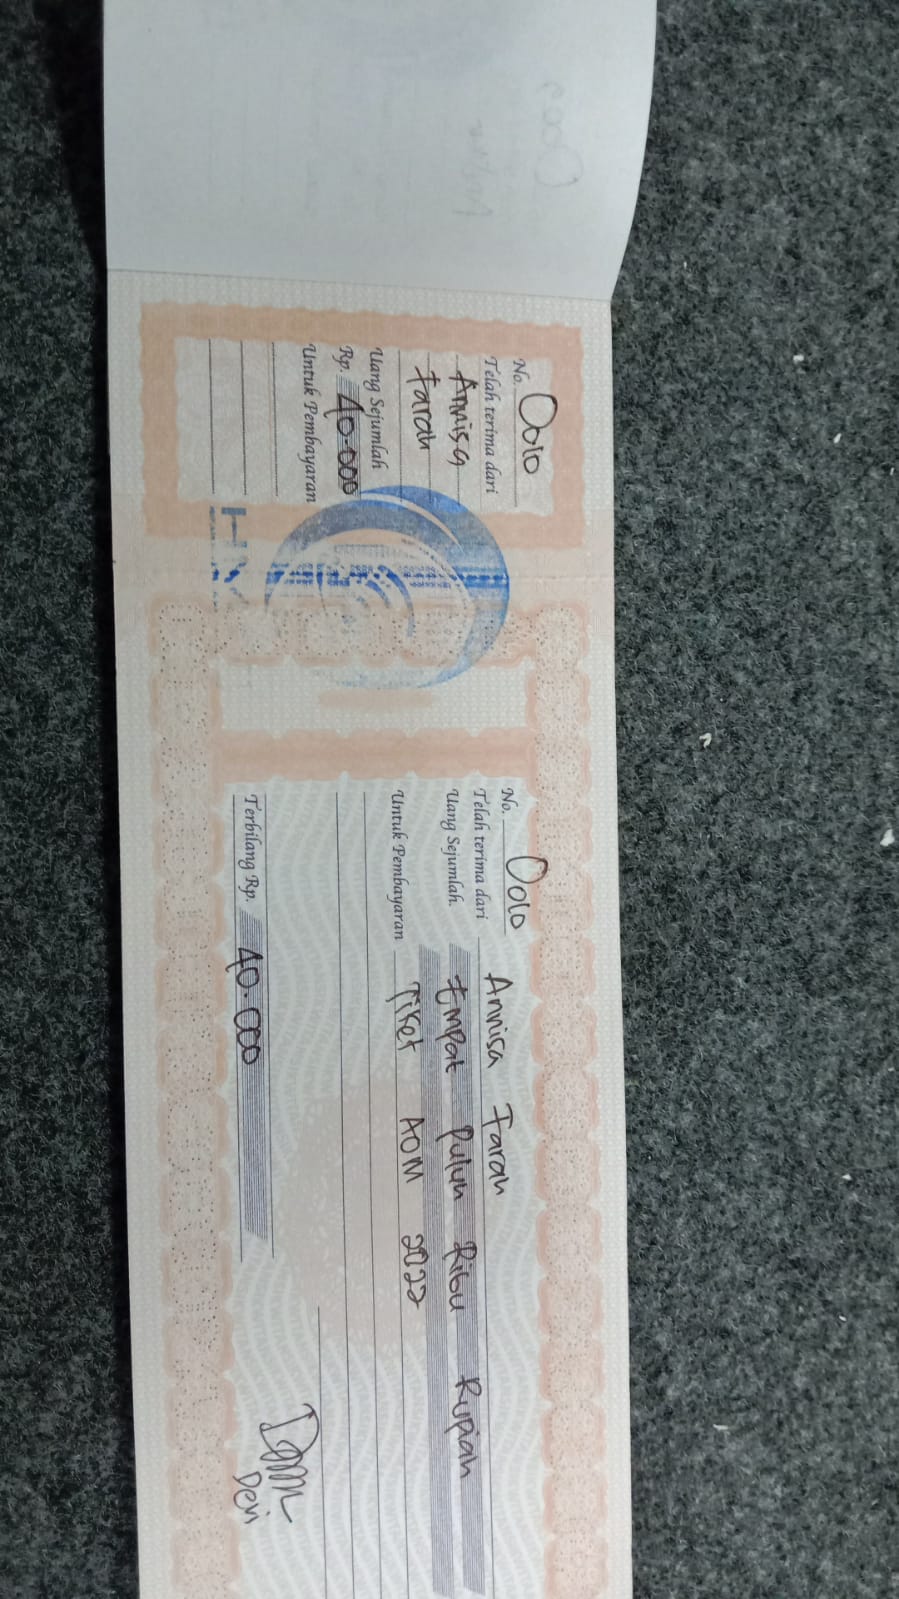 No. 0010
Telah terima dari
Annisa
Farah
Uang Sejumlah
Rp. 40.000
Untuk Pembayaran
No. 0010
Telah terima dari Annisa Farah
Uang Sejumlah Empat Puluh Ribu Rupiah
Untuk Pembayaran Tiket AOM 2022
Terbilang Rp. 40.000
Devi